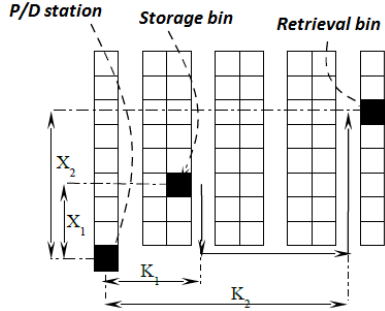 P/D station
Storage bin
Retrieval bin
X2
X1
K1
K2